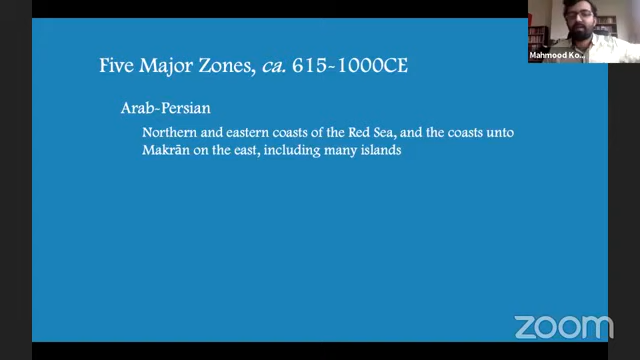 Mahmood Ko...
Five Major Zones, ca. 615-1000CE
Arab-Persian
Northern and eastern coasts of the Red Sea, and the coasts unto
Makrān on the east, including many islands
zoom